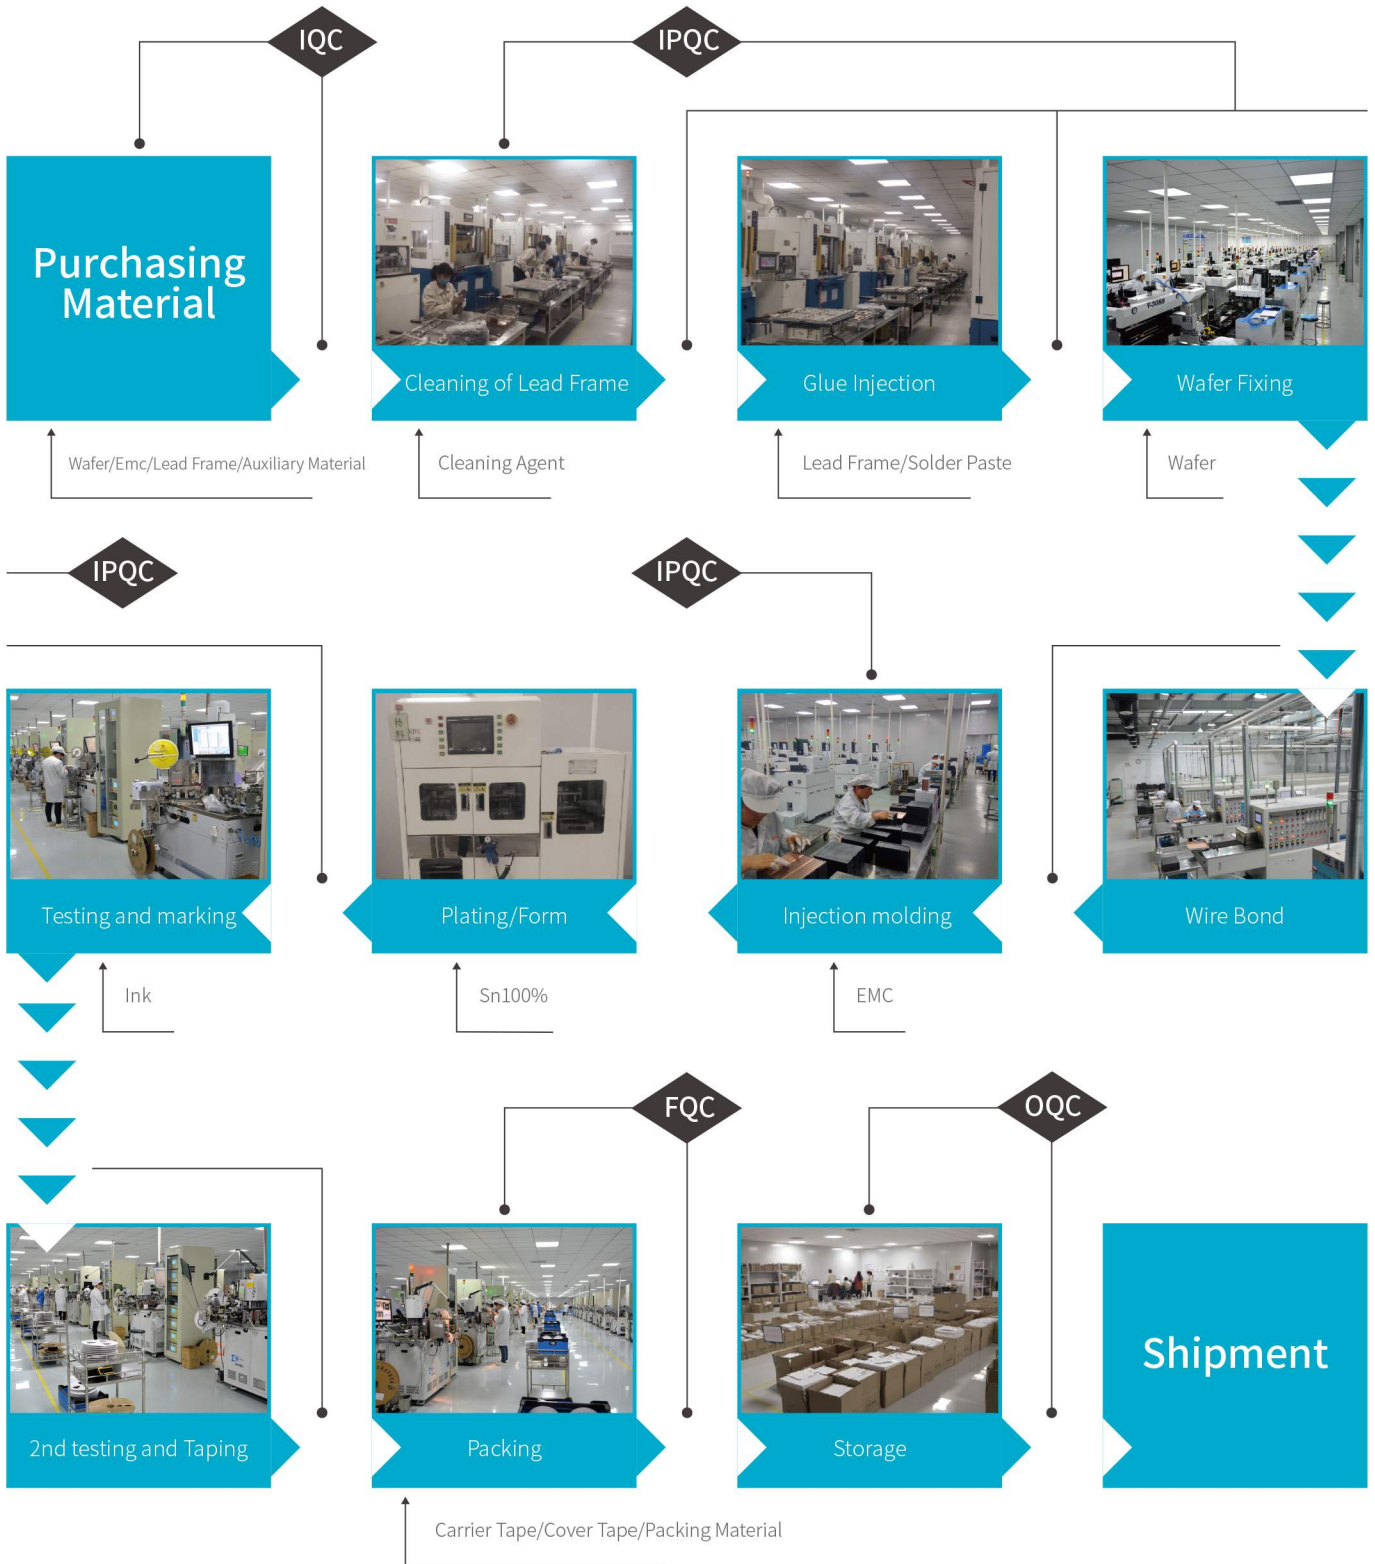 IQC
IPQC
Purchasing
Material
Cleaning of Lead Frame
Glue Injection
Wafer Fixing
Wafer/Emc/Lead Frame/Auxiliary Material
Cleaning Agent
Lead Frame/Solder Paste
Wafer
IPQC
IPQC
Testing and marking
Plating/Form
Injection molding
Wire Bond
Ink
Sn100%
EMC
FQC
OQC
Shipment
2nd testing and Taping
Packing
Storage
Carrier Tape/Cover Tape/Packing Material